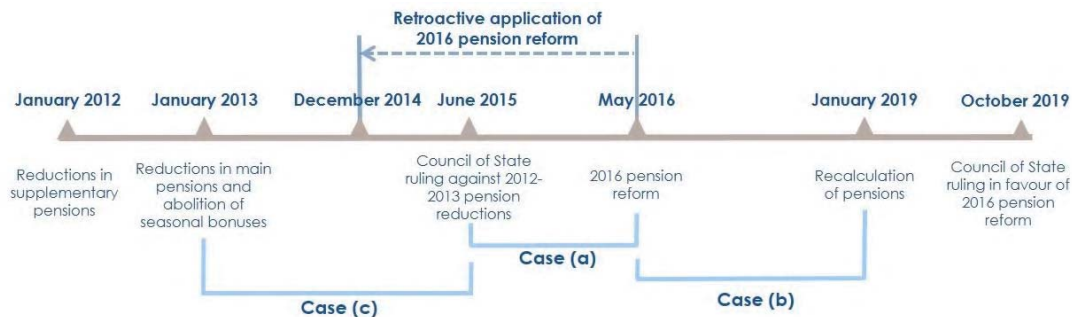 Retroactive application of
2016 pension reform
January 2012
January 2013
December 2014
June 2015
May 2016
January 2019
October 2019
Reductions in
supplementary
pensions
Reductions in main
pensions and
abolition of
seasonal bonuses
Council of State
ruling against 2012-
2013 pension
reductions
2016 pension
reform
Recalculation
of pensions
Council of State
ruling in favour of
2016 pension
reform
Case (a)
Case (c)
Case (b)